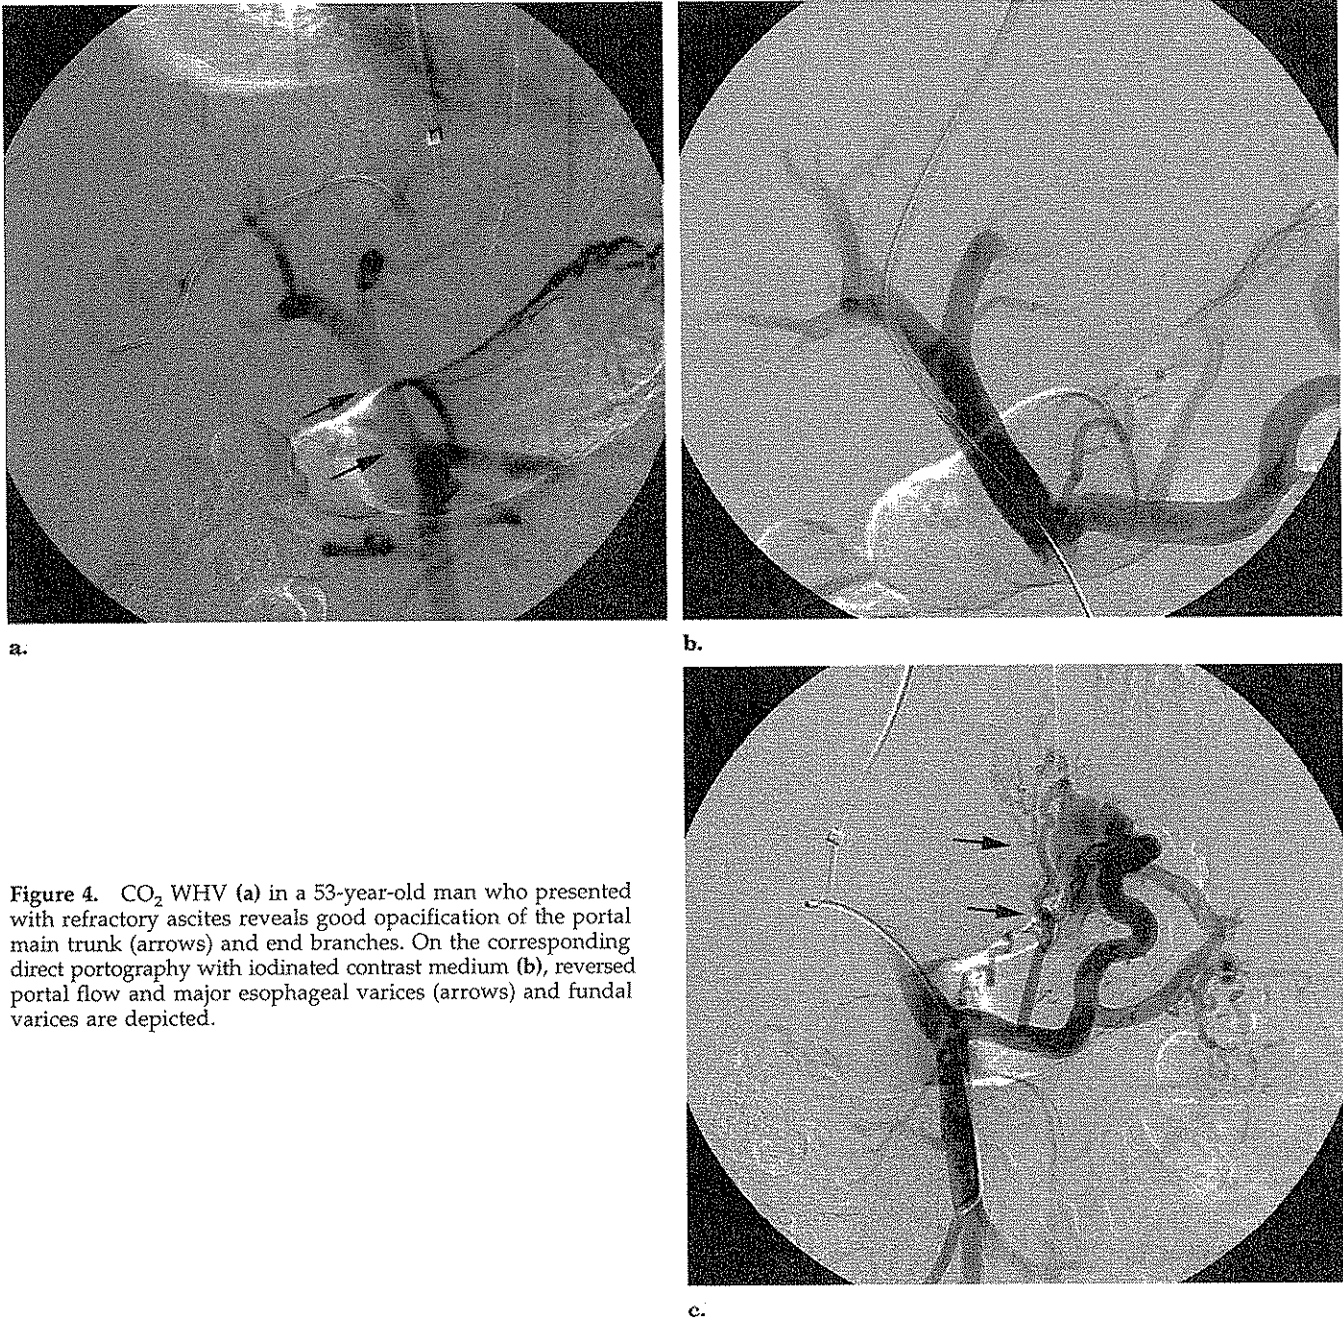 a.
b.
Figure 4. CO₂ WHV (a) in a 53-year-old man who presented
with refractory ascites reveals good opacification of the portal
main trunk (arrows) and end branches. On the corresponding
direct portography with iodinated contrast medium (b), reversed
portal flow and major esophageal varices (arrows) and fundal
varices are depicted.
c.